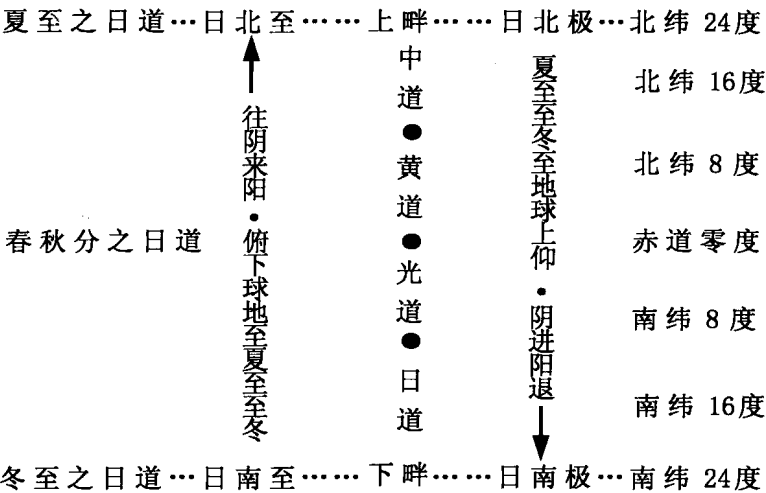 夏至之日道…日北至……上畔……日北极…北纬 24度
冬至至夏至地球下俯·阳来阴往
中道●黄道●光道●日道
夏至至冬至地球上仰·阴进阳退
北纬 16度
北纬 8 度
春秋分之日道
赤道零度
南纬 8 度
南纬 16度
冬至之日道…日南至……下畔……日南极…南纬 24度